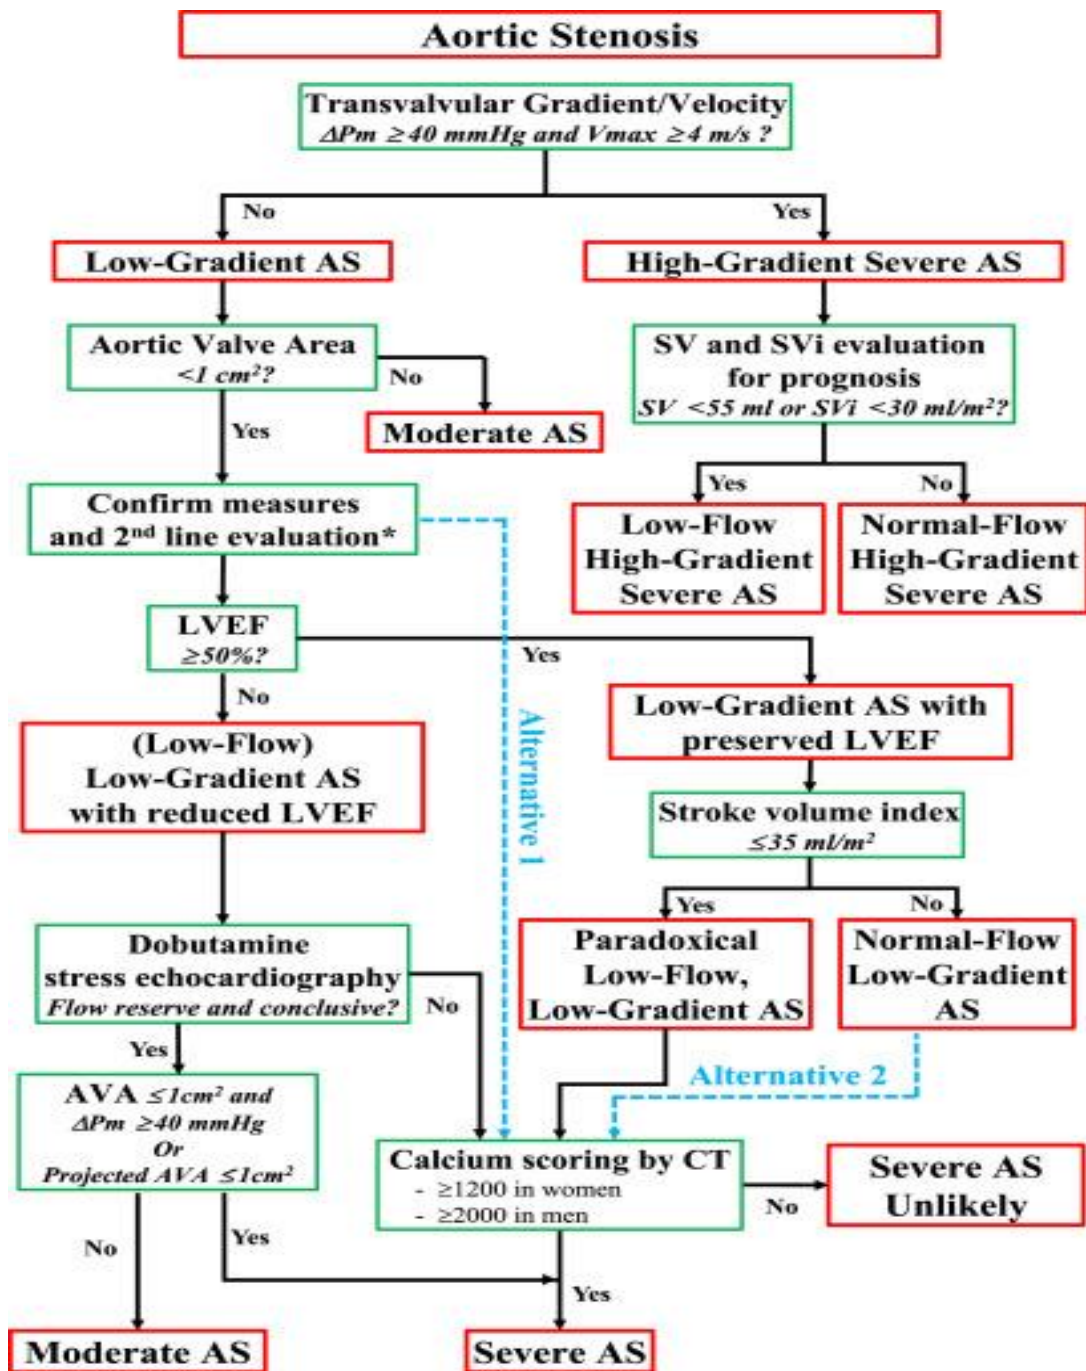 Aortic Stenosis
Transvalvular Gradient/Velocity
ΔPm ≥40 mmHg and Vmax ≥4 m/s ?
No
Yes
Low-Gradient AS
High-Gradient Severe AS
Aortic Valve Area
<1 cm²?
No
Moderate AS
Yes
SV and SVi evaluation
for prognosis
SV <55 ml or SVi <30 ml/m²?
Yes
No
Low-Flow
High-Gradient
Severe AS
Normal-Flow
High-Gradient
Severe AS
Confirm measures
and 2nd line evaluation*
LVEF
≥50%?
Yes
No
(Low-Flow)
Low-Gradient AS
with reduced LVEF
Alternative 1
Low-Gradient AS with
preserved LVEF
Stroke volume index
≤35 ml/m²
Yes
No
Paradoxical
Low-Flow,
Low-Gradient AS
Normal-Flow
Low-Gradient
AS
Dobutamine
stress echocardiography
Flow reserve and conclusive?
No
Yes
Alternative 2
AVA ≤1cm² and
ΔPm ≥40 mmHg
Or
Projected AVA ≤1cm²
Calcium scoring by CT
- ≥1200 in women
- ≥2000 in men
No
Severe AS
Unlikely
No
Yes
Yes
Moderate AS
Severe AS